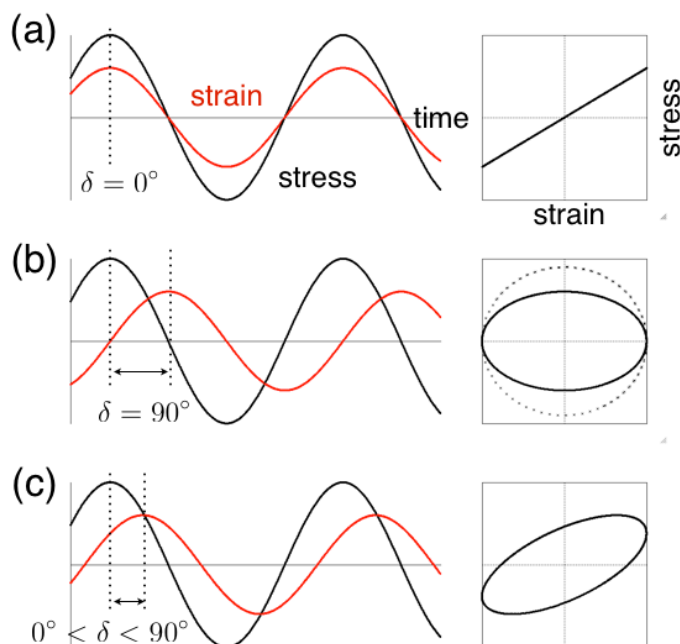 (a)
strain
time
stress
δ = 0°
strain
stress
(b)
δ = 90°
(c)
0° < δ < 90°